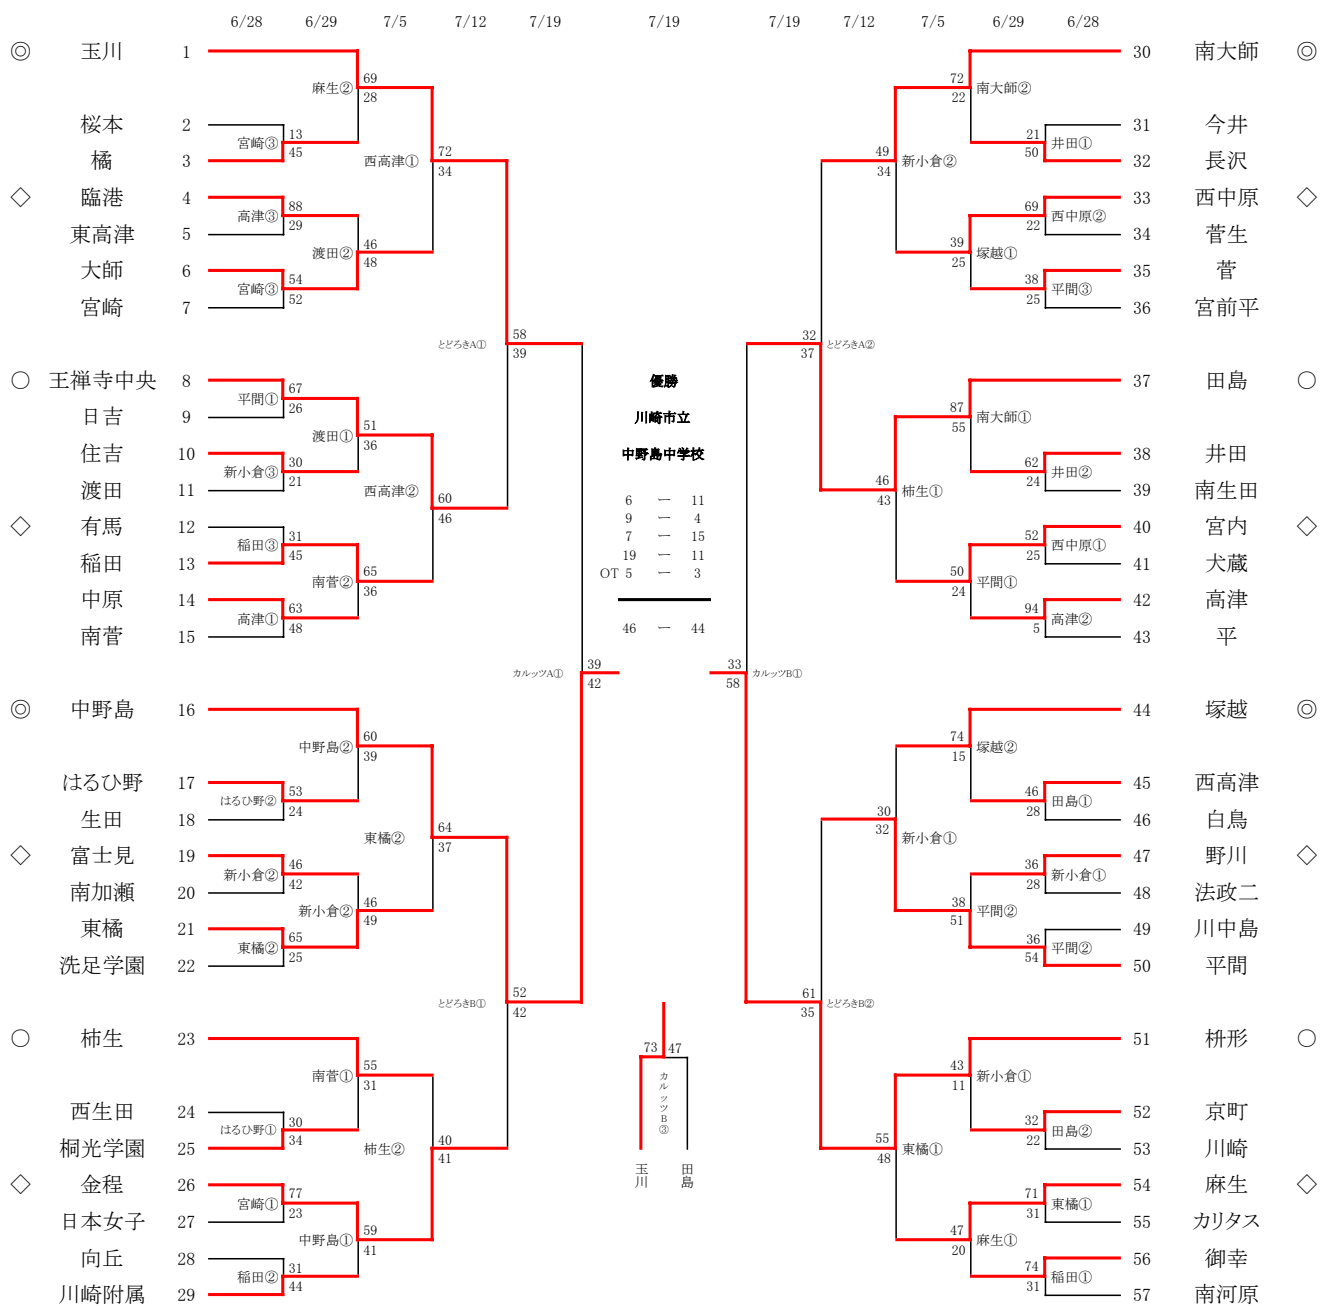 6/28 6/29 7/5 7/12 7/19 7/19 7/19 7/12 7/5 6/29 6/28
◎ 玉川 1
麻生② 69 28
桜本 2
宮崎③ 13 45
橘 3
西高津① 72 34
◇ 臨港 4
高津③ 88 29
東高津 5
渡田② 46 48
大師 6
宮崎③ 54 52
宮崎 7
とどろきA① 58 39
○ 王禅寺中央 8
平間① 67 26
日吉 9
渡田① 51 36
住吉 10
新小倉③ 30 21
渡田 11
西高津② 60 46
◇ 有馬 12
稲田③ 31 45
稲田 13
南菅② 65 36
中原 14
高津① 63 48
南菅 15
カルッツA① 39 42
◎ 中野島 16
中野島② 60 39
はるひ野 17
はるひ野② 53 24
生田 18
東橘② 64 37
◇ 富士見 19
新小倉② 46 42
南加瀬 20
新小倉② 46 49
東橘 21
東橘② 65 25
洗足学園 22
とどろきB① 52 42
○ 柿生 23
南菅① 55 31
西生田 24
はるひ野① 30 34
桐光学園 25
柿生② 40 41
◇ 金程 26
宮崎① 77 23
日本女子 27
中野島① 59 41
向丘 28
稲田② 31 44
川崎附属 29
優勝
川崎市立
中野島中学校
6 ー 11
9 ー 4
7 ー 15
19 ー 11
OT 5 ー 3
46 ー 44
73 47
カルッツB③
玉川 田島
30 南大師 ◎
72 22 南大師②
31 今井
21 50 井田①
32 長沢
49 34 新小倉②
33 西中原 ◇
69 22 西中原②
34 菅生
39 25 塚越①
35 菅
38 25 平間③
36 宮前平
32 37 とどろきA②
37 田島 ○
87 55 南大師①
38 井田
62 24 井田②
39 南生田
46 43 柿生①
40 宮内 ◇
52 25 西中原①
41 犬蔵
50 24 平間①
42 高津
94 5 高津②
43 平
33 58 カルッツB①
44 塚越 ◎
74 15 塚越②
45 西高津
46 28 田島①
46 白鳥
30 32 新小倉①
47 野川 ◇
36 28 新小倉①
48 法政二
38 51 平間②
49 川中島
36 54 平間②
50 平間
61 35 とどろきB②
51 枡形 ○
43 11 新小倉①
52 京町
32 22 田島②
53 川崎
55 48 東橘①
54 麻生 ◇
71 31 東橘①
55 カリタス
47 20 麻生①
56 御幸
74 31 稲田①
57 南河原